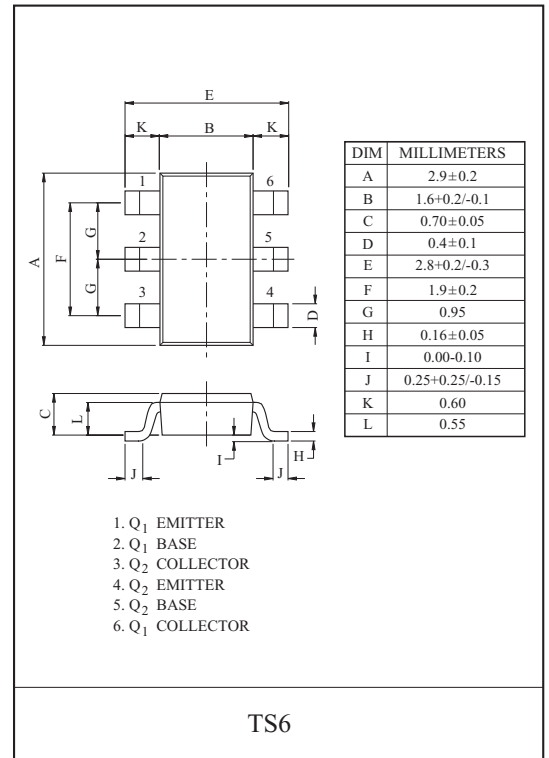 E
K B K
1 6
2 5
3 4
A
F
G
G
D
C
L
I
H
J
J
DIM MILLIMETERS
A 2.9±0.2
B 1.6+0.2/-0.1
C 0.70±0.05
D 0.4±0.1
E 2.8+0.2/-0.3
F 1.9±0.2
G 0.95
H 0.16±0.05
I 0.00-0.10
J 0.25+0.25/-0.15
K 0.60
L 0.55
1. Q1 EMITTER
2. Q1 BASE
3. Q2 COLLECTOR
4. Q2 EMITTER
5. Q2 BASE
6. Q1 COLLECTOR
TS6